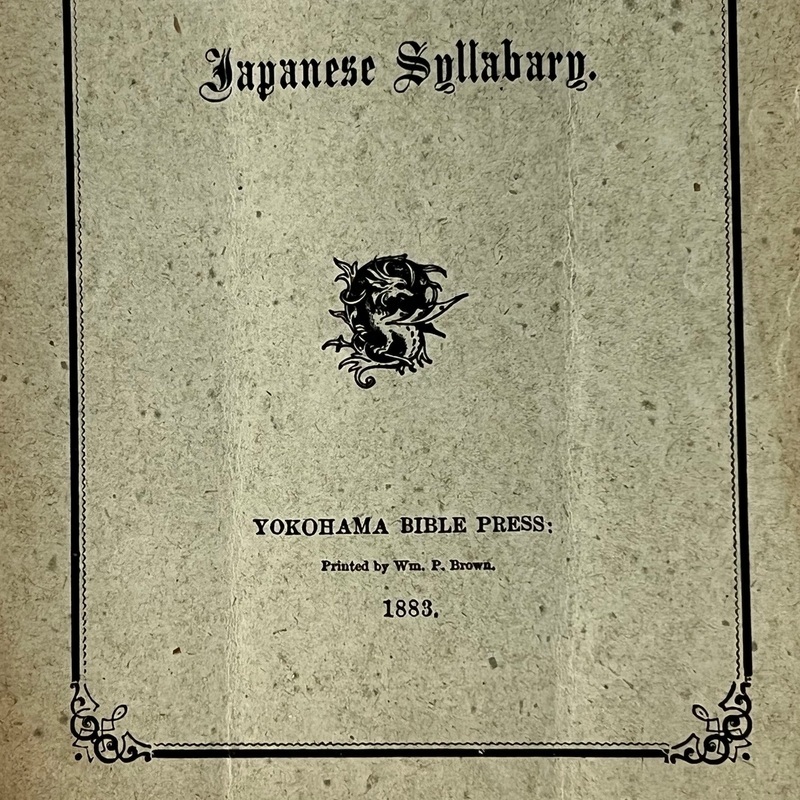 Japanese Syllabary.
YOKOHAMA BIBLE PRESS:
Printed by Wm. P. Brown.
1883.